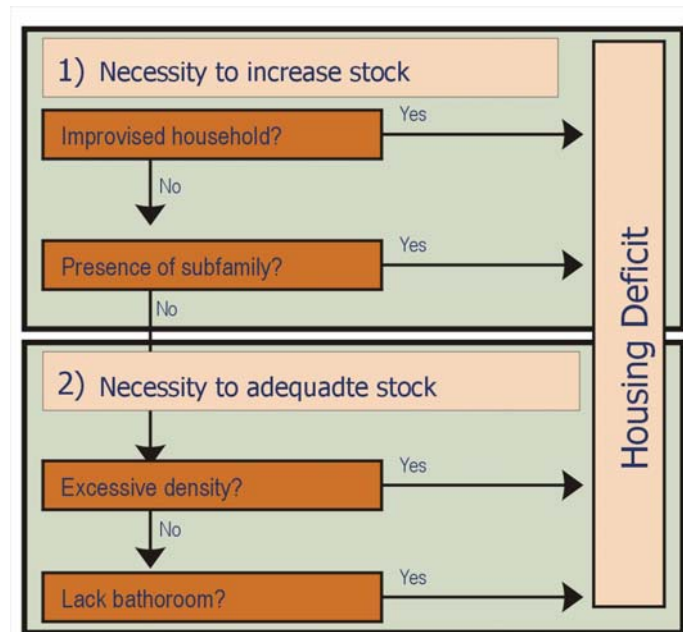 1) Necessity to increase stock
Improvised household?
Yes
No
Presence of subfamily?
Yes
No
2) Necessity to adequadte stock
Excessive density?
Yes
No
Lack bathoroom?
Yes
Housing Deficit